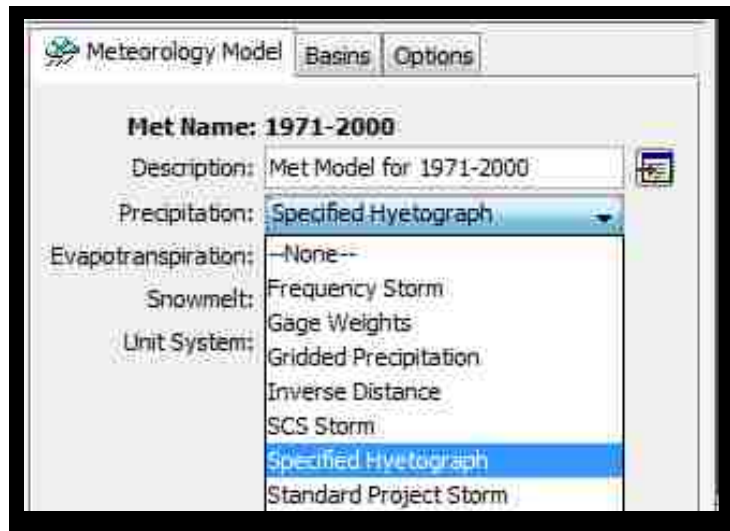 Meteorology Model Basins Options
Met Name: 1971-2000
Description: Met Model for 1971-2000
Precipitation: Specified Hyetograph
Evapotranspiration: --None--
Snowmelt: Frequency Storm
Gage Weights
Unit System: Gridded Precipitation
Inverse Distance
SCS Storm
Specified Hyetograph
Standard Project Storm